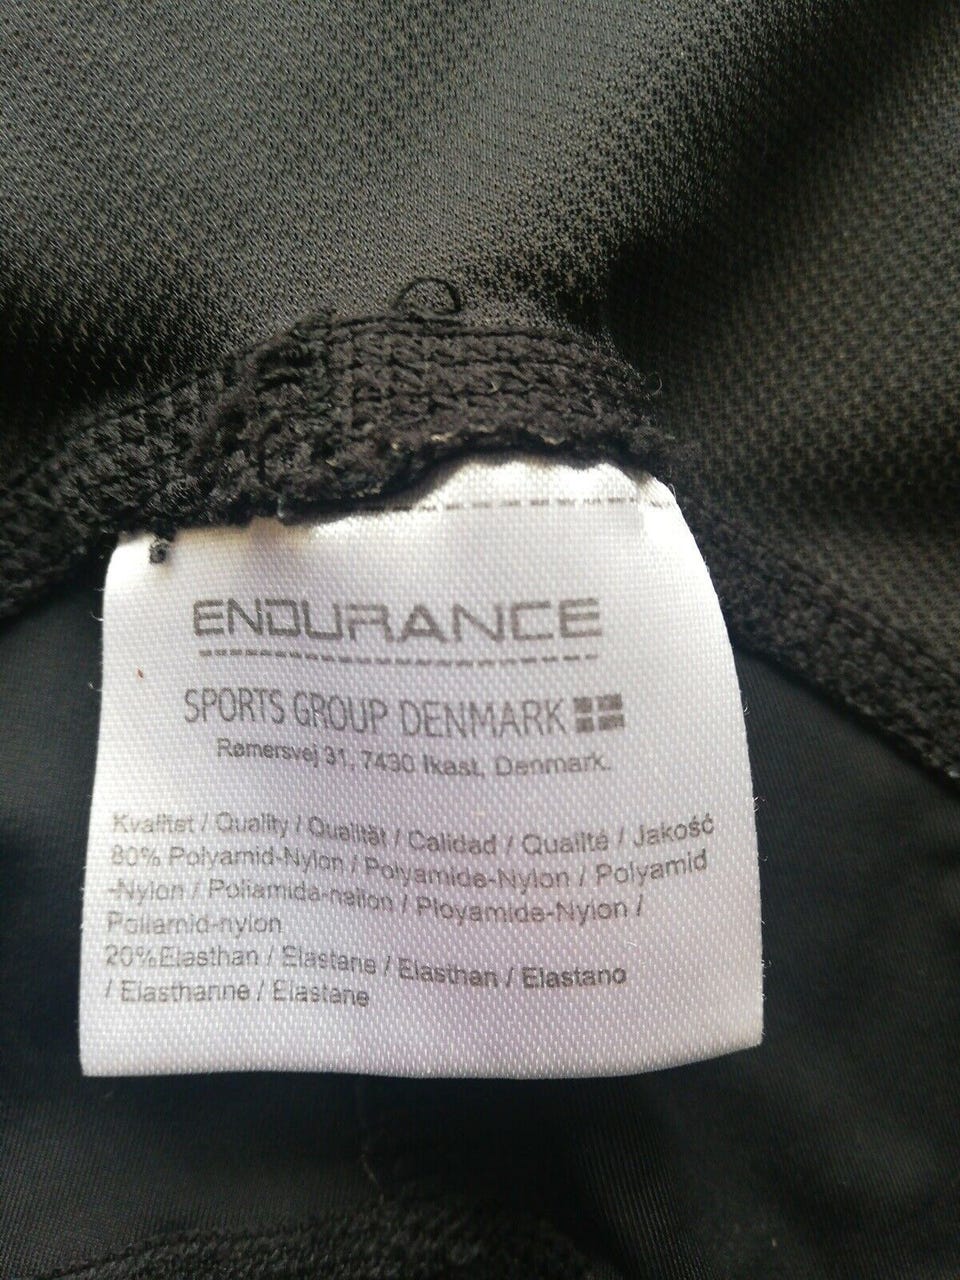 ENDURANCE
SPORTS GROUP DENMARK
Rømersvej 31, 7430 Ikast, Denmark.
Kvalitet / Quality / Qualität / Calidad / Qualité / Jakość
80% Polyamid-Nylon / Polyamide-Nylon / Polyamid
-Nylon / Poliamida-nailon / Ployamide-Nylon /
Poliamid-nylon
20%Elasthan / Elastane / Elasthan / Elastano
/ Elasthanne / Elastane